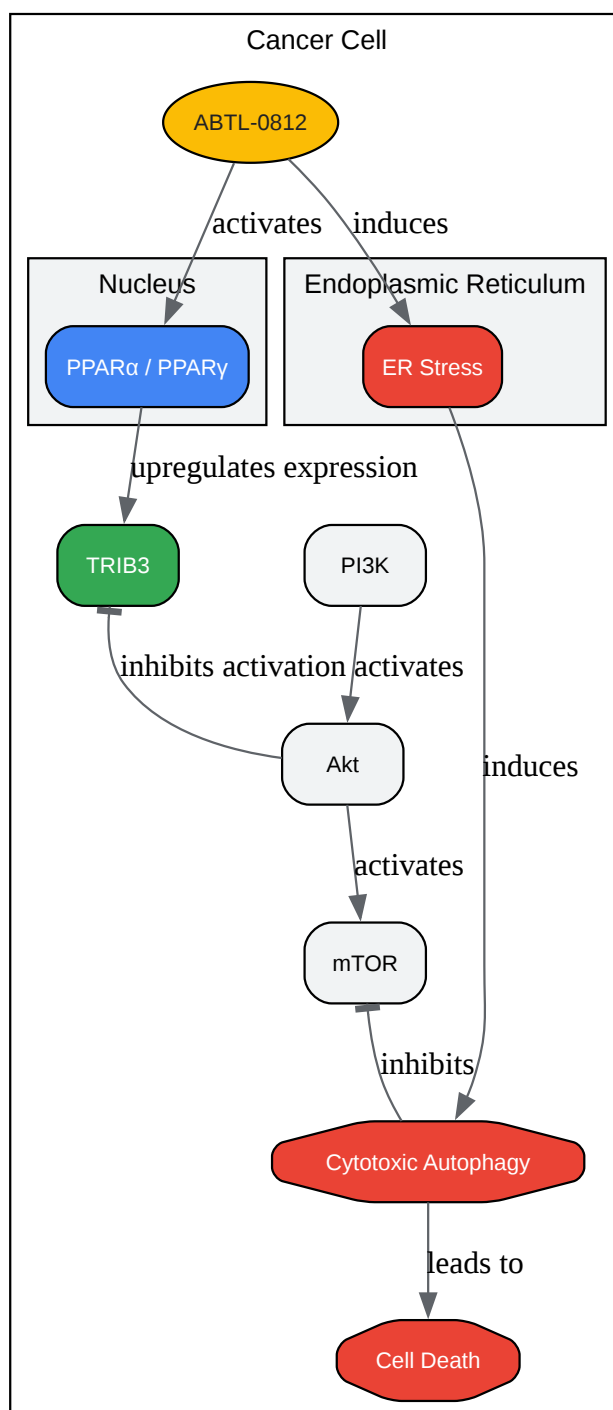 Cancer Cell
ABTL-0812
activates
induces
Nucleus
Endoplasmic Reticulum
PPARα / PPARγ
ER Stress
upregulates expression
TRIB3
PI3K
inhibits activation
activates
Akt
induces
activates
mTOR
inhibits
Cytotoxic Autophagy
leads to
Cell Death